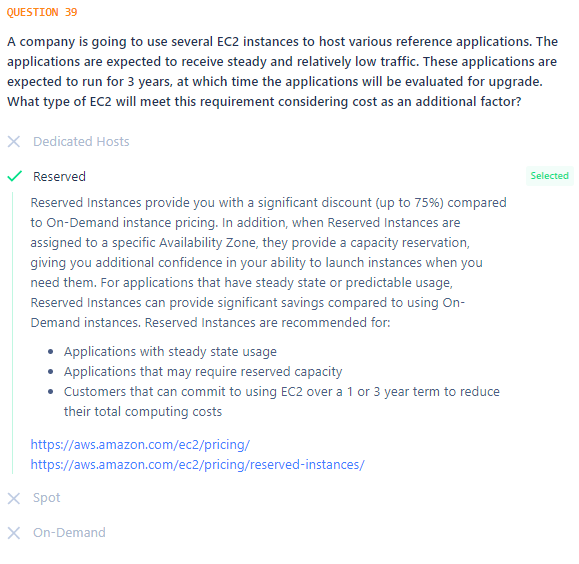 QUESTION 39
A company is going to use several EC2 instances to host various reference applications. The
applications are expected to receive steady and relatively low traffic. These applications are
expected to run for 3 years, at which time the applications will be evaluated for upgrade.
What type of EC2 will meet this requirement considering cost as an additional factor?
Dedicated Hosts
Reserved
Selected
Reserved Instances provide you with a significant discount (up to 75%) compared
to On-Demand instance pricing. In addition, when Reserved Instances are
assigned to a specific Availability Zone, they provide a capacity reservation,
giving you additional confidence in your ability to launch instances when you
need them. For applications that have steady state or predictable usage,
Reserved Instances can provide significant savings compared to using On-
Demand instances. Reserved Instances are recommended for:
• Applications with steady state usage
• Applications that may require reserved capacity
• Customers that can commit to using EC2 over a 1 or 3 year term to reduce
their total computing costs
https://aws.amazon.com/ec2/pricing/
https://aws.amazon.com/ec2/pricing/reserved-instances/
Spot
On-Demand